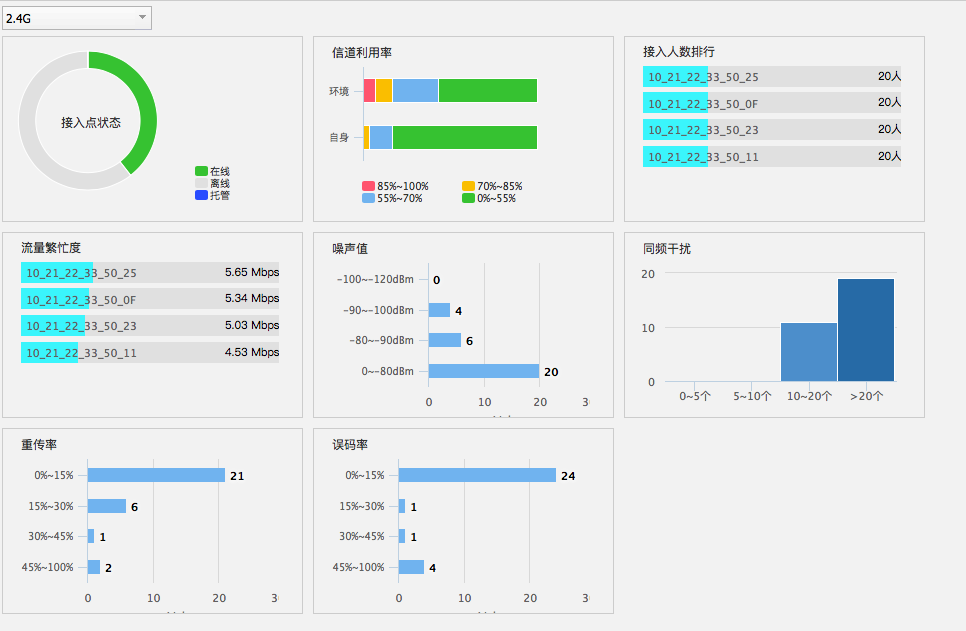 2.4G
接入点状态
在线
离线
托管
信道利用率
环境
自身
85%~100%
70%~85%
55%~70%
0%~55%
接入人数排行
10_21_22_33_50_25 20人
10_21_22_33_50_0F 20人
10_21_22_33_50_23 20人
10_21_22_33_50_11 20人
流量繁忙度
10_21_22_33_50_25 5.65 Mbps
10_21_22_33_50_0F 5.34 Mbps
10_21_22_33_50_23 5.03 Mbps
10_21_22_33_50_11 4.53 Mbps
噪声值
-100~-120dBm 0
-90~-100dBm 4
-80~-90dBm 6
0~-80dBm 20
0 10 20
同频干扰
20
10
0
0~5个 5~10个 10~20个 >20个
重传率
0%~15% 21
15%~30% 6
30%~45% 1
45%~100% 2
0 10 20
误码率
0%~15% 24
15%~30% 1
30%~45% 1
45%~100% 4
0 10 20